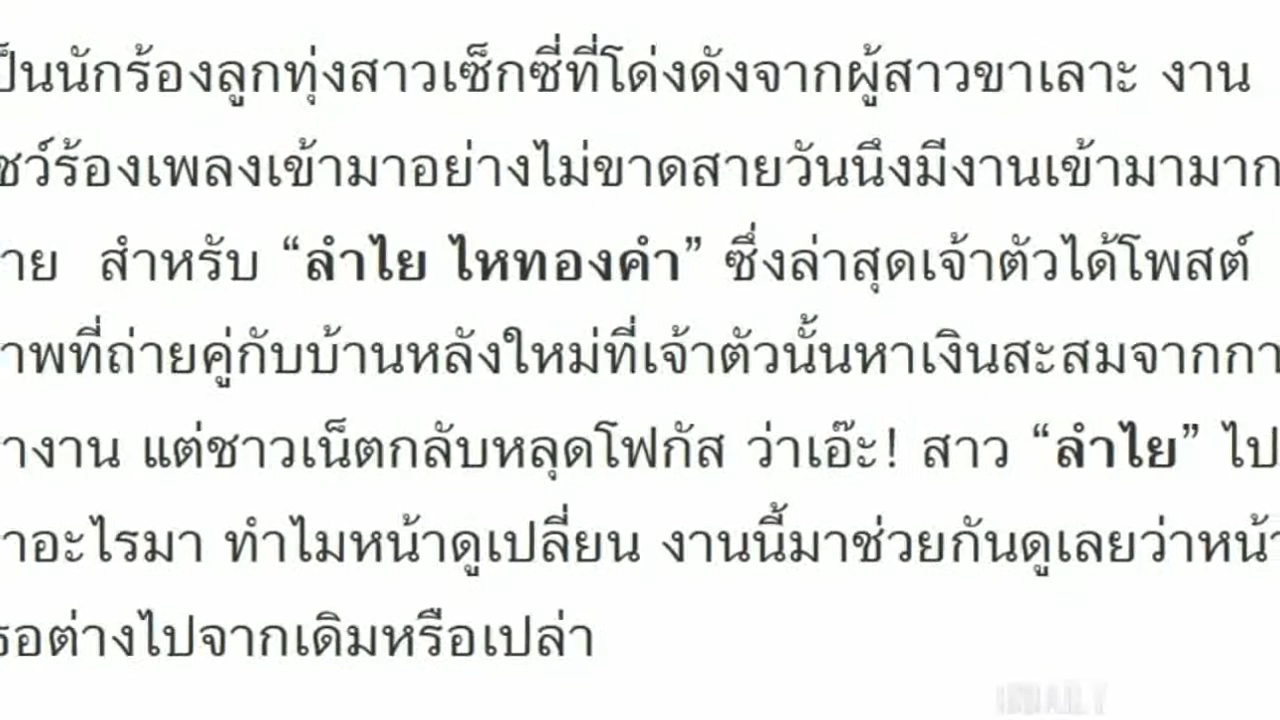 ป็นนักร้องลูกทุ่งสาวเซ็กซี่ที่โด่งดังจากผู้สาวขาเลาะ งาน
ชว์ร้องเพลงเข้ามาอย่างไม่ขาดสายวันนึงมีงานเข้ามามาก
าย สำหรับ “ลำไย ไหทองคำ” ซึ่งล่าสุดเจ้าตัวได้โพสต์
าพที่ถ่ายคู่กับบ้านหลังใหม่ที่เจ้าตัวนั้นหาเงินสะสมจากกา
ำงาน แต่ชาวเน็ตกลับหลุดโฟกัส ว่าเอ๊ะ! สาว “ลำไย” ไป
ำอะไรมา ทำไมหน้าดูเปลี่ยน งานนี้มาช่วยกันดูเลยว่าหน้า
ธอต่างไปจากเดิมหรือเปล่า